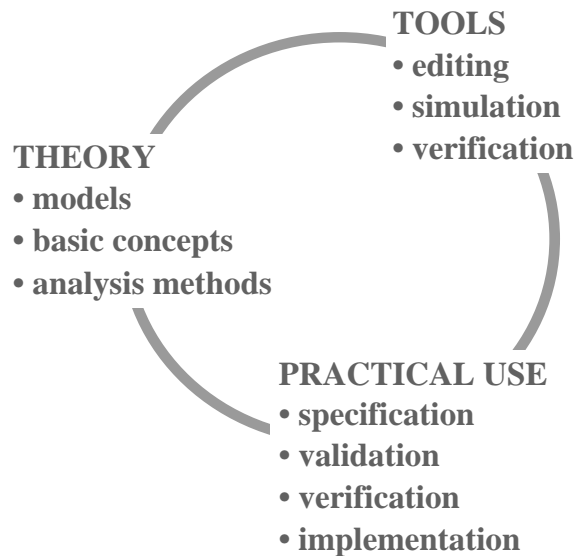 TOOLS
• editing
• simulation
• verification
THEORY
• models
• basic concepts
• analysis methods
PRACTICAL USE
• specification
• validation
• verification
• implementation